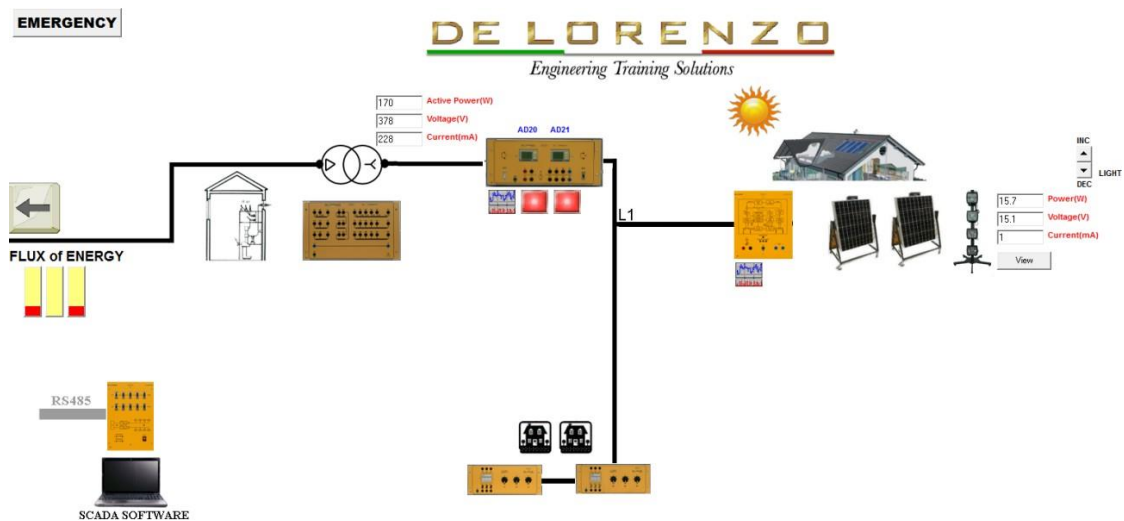 EMERGENCY
DE LORENZO
Engineering Training Solutions
170 Active Power(W)
378 Voltage(V)
228 Current(mA)
AD20 AD21
INC
LIGHT
DEC
L1
15.7 Power(W)
15.1 Voltage(V)
1 Current(mA)
View
FLUX of ENERGY
RS485
SCADA SOFTWARE